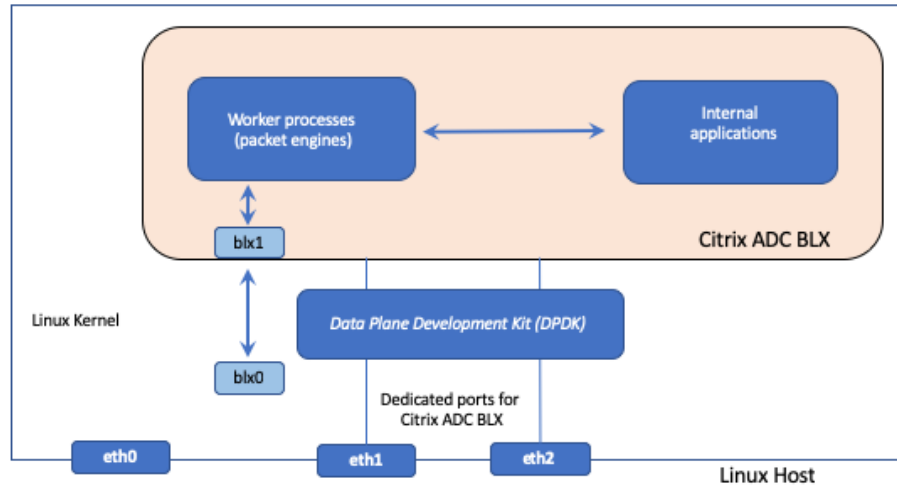 Worker processes
(packet engines)
Internal
applications
blx1
Citrix ADC BLX
Linux Kernel
Data Plane Development Kit (DPDK)
blx0
Dedicated ports for
Citrix ADC BLX
eth0
eth1
eth2
Linux Host